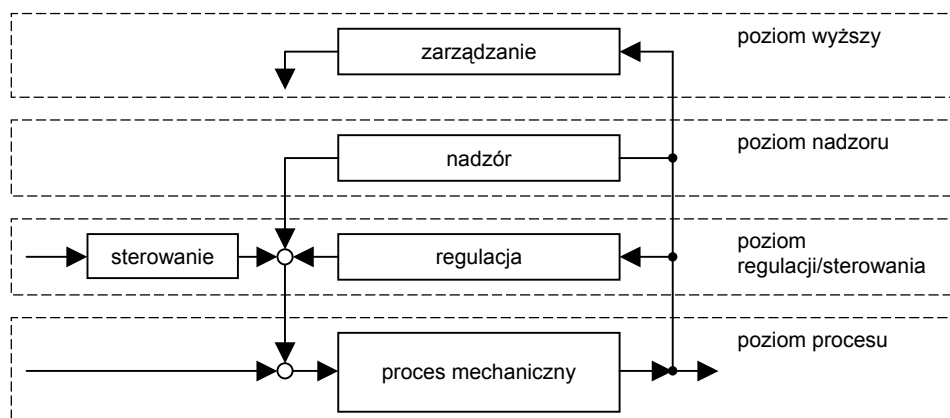 zarządzanie
poziom wyższy
nadzór
poziom nadzoru
sterowanie
regulacja
poziom
regulacji/sterowania
proces mechaniczny
poziom procesu